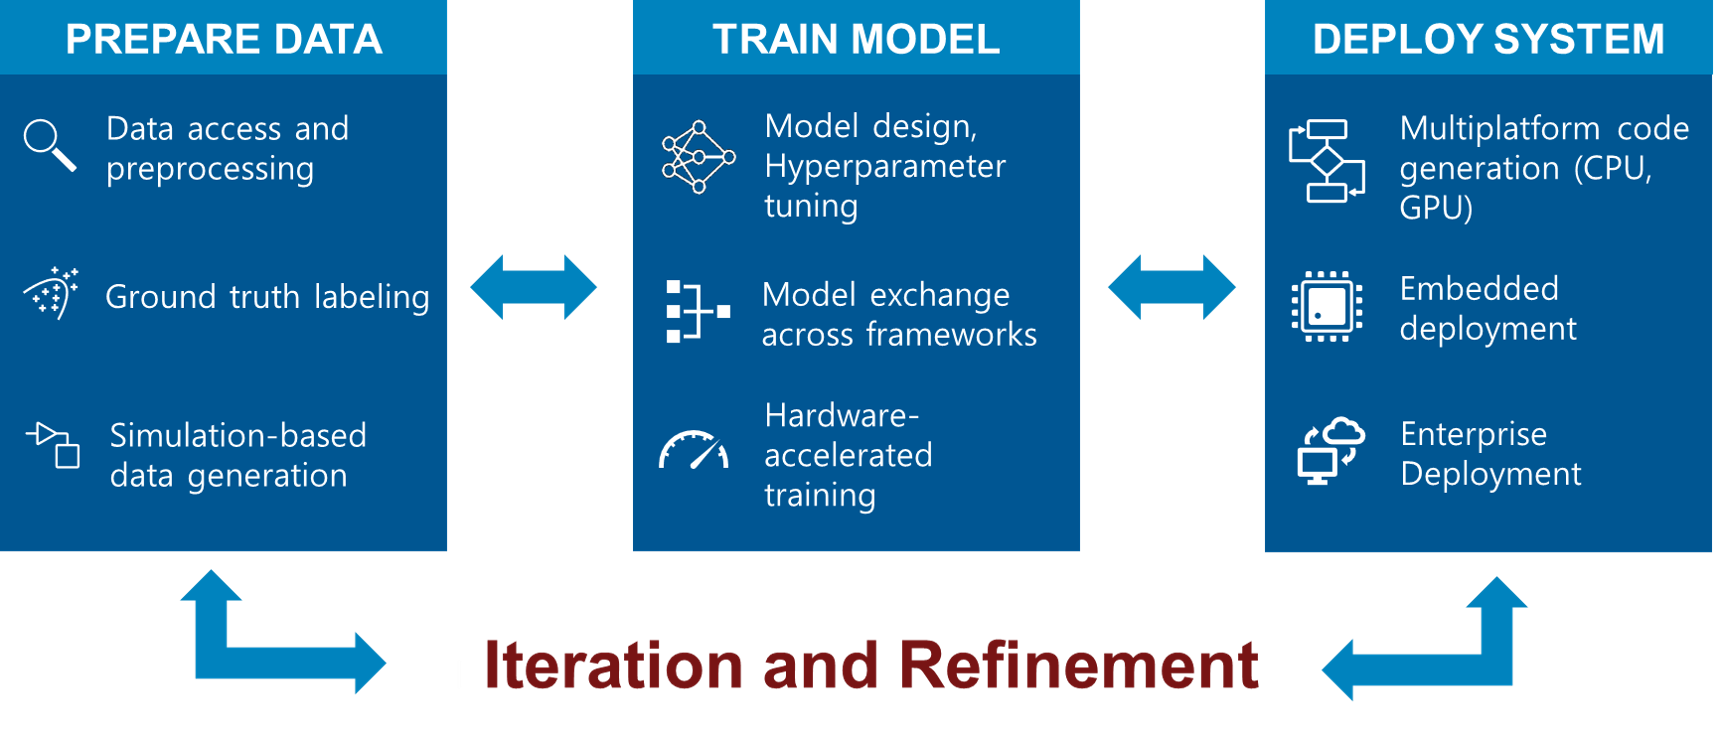 PREPARE DATA
Data access and
preprocessing
Ground truth labeling
Simulation-based
data generation
TRAIN MODEL
Model design,
Hyperparameter
tuning
Model exchange
across frameworks
Hardware-
accelerated
training
DEPLOY SYSTEM
Multiplatform code
generation (CPU,
GPU)
Embedded
deployment
Enterprise
Deployment
Iteration and Refinement